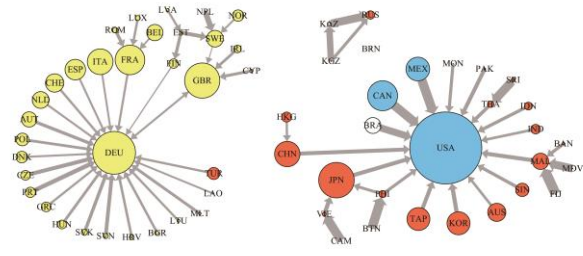 LUX
LVA
NPL
NOR
ROM
BEL
EST
SWE
ESP
ITA
FRA
FIN
IRL
CHE
GBR
CYP
NLD
AUT
POL
DNK
DEU
CZE
TUR
PRT
LAO
GRC
MLT
HUN
LTU
SVK
SVN
HRV
BGR
KAZ
RUS
KGZ
BRN
MEX
MON
PAK
CAN
SRI
THA
HKG
IDN
BRA
IND
CHN
USA
BAN
MAL
MDV
JPN
SIN
FIJ
VIE
TAP
KOR
AUS
BTN
CAM